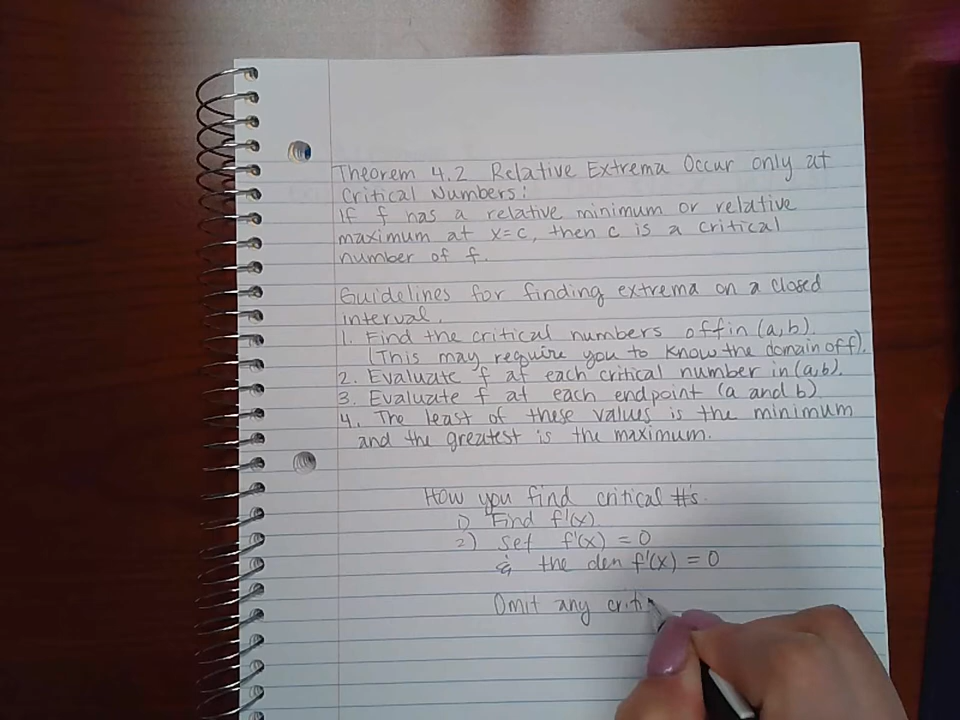 Theorem 4.2 Relative Extrema Occur only at
Critical Numbers:
If f has a relative minimum or relative
maximum at x=c, then c is a critical
number of f.
Guidelines for finding extrema on a closed
interval.
1. Find the critical numbers of f in (a,b).
(This may require you to know the domain of f).
2. Evaluate f at each critical number in (a,b).
3. Evaluate f at each endpoint (a and b).
4. The least of these values is the minimum
and the greatest is the maximum.
How you find critical #'s.
1) Find f'(x).
2) Set f'(x) = 0
& the den f'(x) = 0
Omit any criti